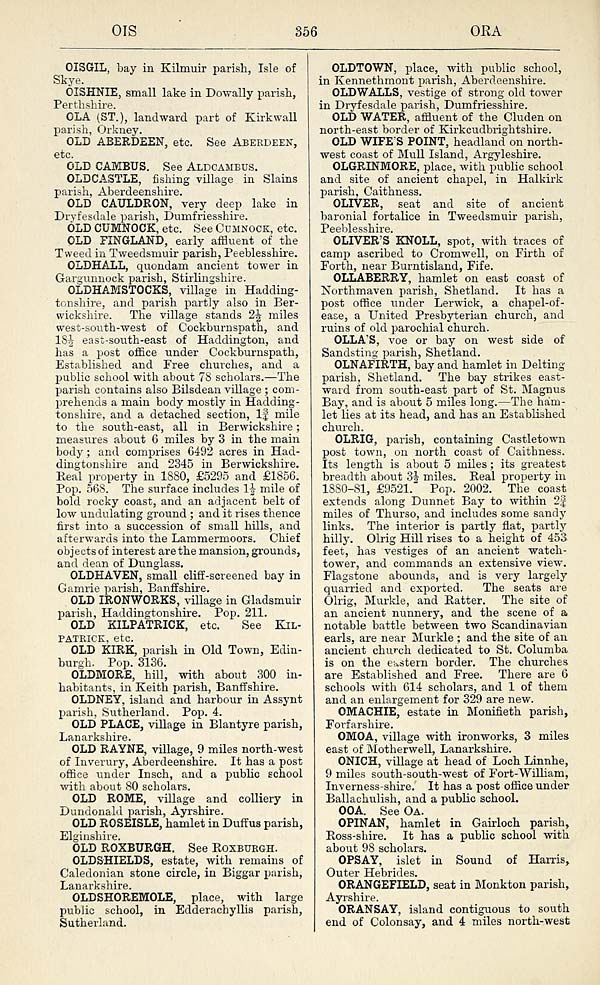 OIS 356 ORA
OISGIL, bay in Kilmuir parish, Isle of
Skye.
OISHNIE, small lake in Dowally parish,
Perthshire.
OLA (ST.), landward part of Kirkwall
parish, Orkney.
OLD ABERDEEN, etc. See ABERDEEN,
etc.
OLD CAMBUS. See ALDCAMBUS.
OLDCASTLE, fishing village in Slains
parish, Aberdeenshire.
OLD CAULDRON, very deep lake in
Dryfesdale parish, Dumfriesshire.
OLD CUMNOCK, etc. See CUMNOCK, etc.
OLD FINGLAND, early affluent of the
Tweed in Tweedsmuir parish, Peeblesshire.
OLDHALL, quondam ancient tower in
Gargunnock parish, Stirlingshire.
OLDHAMSTOCKS, village in Hadding-
tonshire, and parish partly also in Ber-
wickshire. The village stands 2½ miles
west-south-west of Cockburnspath, and
18½ east-south-east of Haddington, and
has a post office under Cockburnspath,
Established and Free churches, and a
public school with about 78 scholars.—The
parish contains also Bilsdean village; com-
prehends a main body mostly in Hadding-
tonshire, and a detached section, 1¾ mile
to the south-east, all in Berwickshire;
measures about 6 miles by 3 in the main
body; and comprises 6492 acres in Had-
dingtonshire and 2345 in Berwickshire.
Real property in 1880, £5295 and £1856.
Pop. 568. The surface includes 1½ mile of
bold rocky coast, and an adjacent belt of
low undulating ground; and it rises thence
first into a succession of small hills, and
afterwards into the Lammermoors. Chief
objects of interest are the mansion, grounds,
and dean of Dunglass.
OLDHAVEN, small cliff-screened bay in
Gamrie parish, Banffshire.
OLD IRONWORKS, village in Gladsmuir
parish, Haddingtonshire. Pop. 211.
OLD KILPATRICK, etc. See KIL-
PATRICK, etc.
OLD KIRK, parish in Old Town, Edin-
burgh. Pop. 3136.
OLDMORE, hill, with about 300 in-
habitants, in Keith parish, Banffshire.
OLDNEY, island and harbour in Assynt
parish, Sutherland. Pop. 4.
OLD PLACE, village in Blantyre parish,
Lanarkshire.
OLD RAYNE, village, 9 miles north-west
of Inverury, Aberdeenshire. It has a post
office under Insch, and a public school
with about 80 scholars.
OLD ROME, village and colliery in
Dundonald parish, Ayrshire.
OLD ROSEISLE, hamlet in Duffus parish,
Elginshire.
OLD ROXBURGH. See ROXBURGH.
OLDSHIELDS, estate, with remains of
Caledonian stone circle, in Biggar parish,
Lanarkshire.
OLDSHOREMOLE, place, with large
public school, in Edderachyllis parish,
Sutherland.
OLDTOWN, place, with public school,
in Kennethmont parish, Aberdeenshire.
OLDWALLS, vestige of strong old tower
in Dryfesdale parish, Dumfriesshire.
OLD WATER, affluent of the Cluden on
north-east border of Kirkcudbrightshire.
OLD WIFE'S POINT, headland on north-
west coast of Mull Island, Argyleshire.
OLGRINMORE, place, with public school
and site of ancient chapel, in Halkirk
parish, Caithness.
OLIVER, seat and site of ancient
baronial fortalice in Tweedsmuir parish,
Peeblesshire.
OLIVER'S KNOLL, spot, with traces of
camp ascribed to Cromwell, on Firth of
Forth, near Burntisland, Fife.
OLLABERRY, hamlet on east coast of
Northmaven parish, Shetland. It has a
post office under Lerwick, a chapel-of-
ease, a United Presbyterian church, and
ruins of old parochial church.
OLLA'S, voe or bay on west side of
Sandsting parish, Shetland.
OLNAFIRTH, bay and hamlet in Delting
parish, Shetland. The bay strikes east-
ward from south-east part of St. Magnus
Bay, and is about 5 miles long.—The ham-
let lies at its head, and has an Established
church.
OLRIG, parish, containing Castletown
post town, on north coast of Caithness.
Its length is about 5 miles; its greatest
breadth about 3½ miles. Real property in
1880-81, £9521. Pop. 2002. The coast
extends along Dunnet Bay to within 2¾
miles of Thurso, and includes some sandy
links. The interior is partly flat, partly
hilly. Olrig Hill rises to a height of 453
feet, has vestiges of an ancient watch-
tower, and commands an extensive view.
Flagstone abounds, and is very largely
quarried and exported. The seats are
Olrig, Murkle, and Ratter. The site of
an ancient nunnery, and the scene of a
notable battle between two Scandinavian
earls, are near Murkle; and the site of an
ancient church dedicated to St. Columba
is on the eastern border. The churches
are Established and Free. There are 6
schools with 614 scholars, and 1 of them
and an enlargement for 329 are new.
OMACHIE, estate in Monifieth parish,
Forfarshire.
OMOA, village with ironworks, 3 miles
east of Motherwell, Lanarkshire.
ONICH, village at head of Loch Linnhe,
9 miles south-south-west of Fort-William,
Inverness-shire. It has a post office under
Ballachulish, and a public school.
OOA. See OA.
OPINAN, hamlet in Gairloch parish,
Ross-shire. It has a public school with
about 98 scholars.
OPSAY, islet in Sound of Harris,
Outer Hebrides.
ORANGEFIELD, seat in Monkton parish,
Ayrshire.
ORANSAY, island contiguous to south
end of Colonsay, and 4 miles north-west